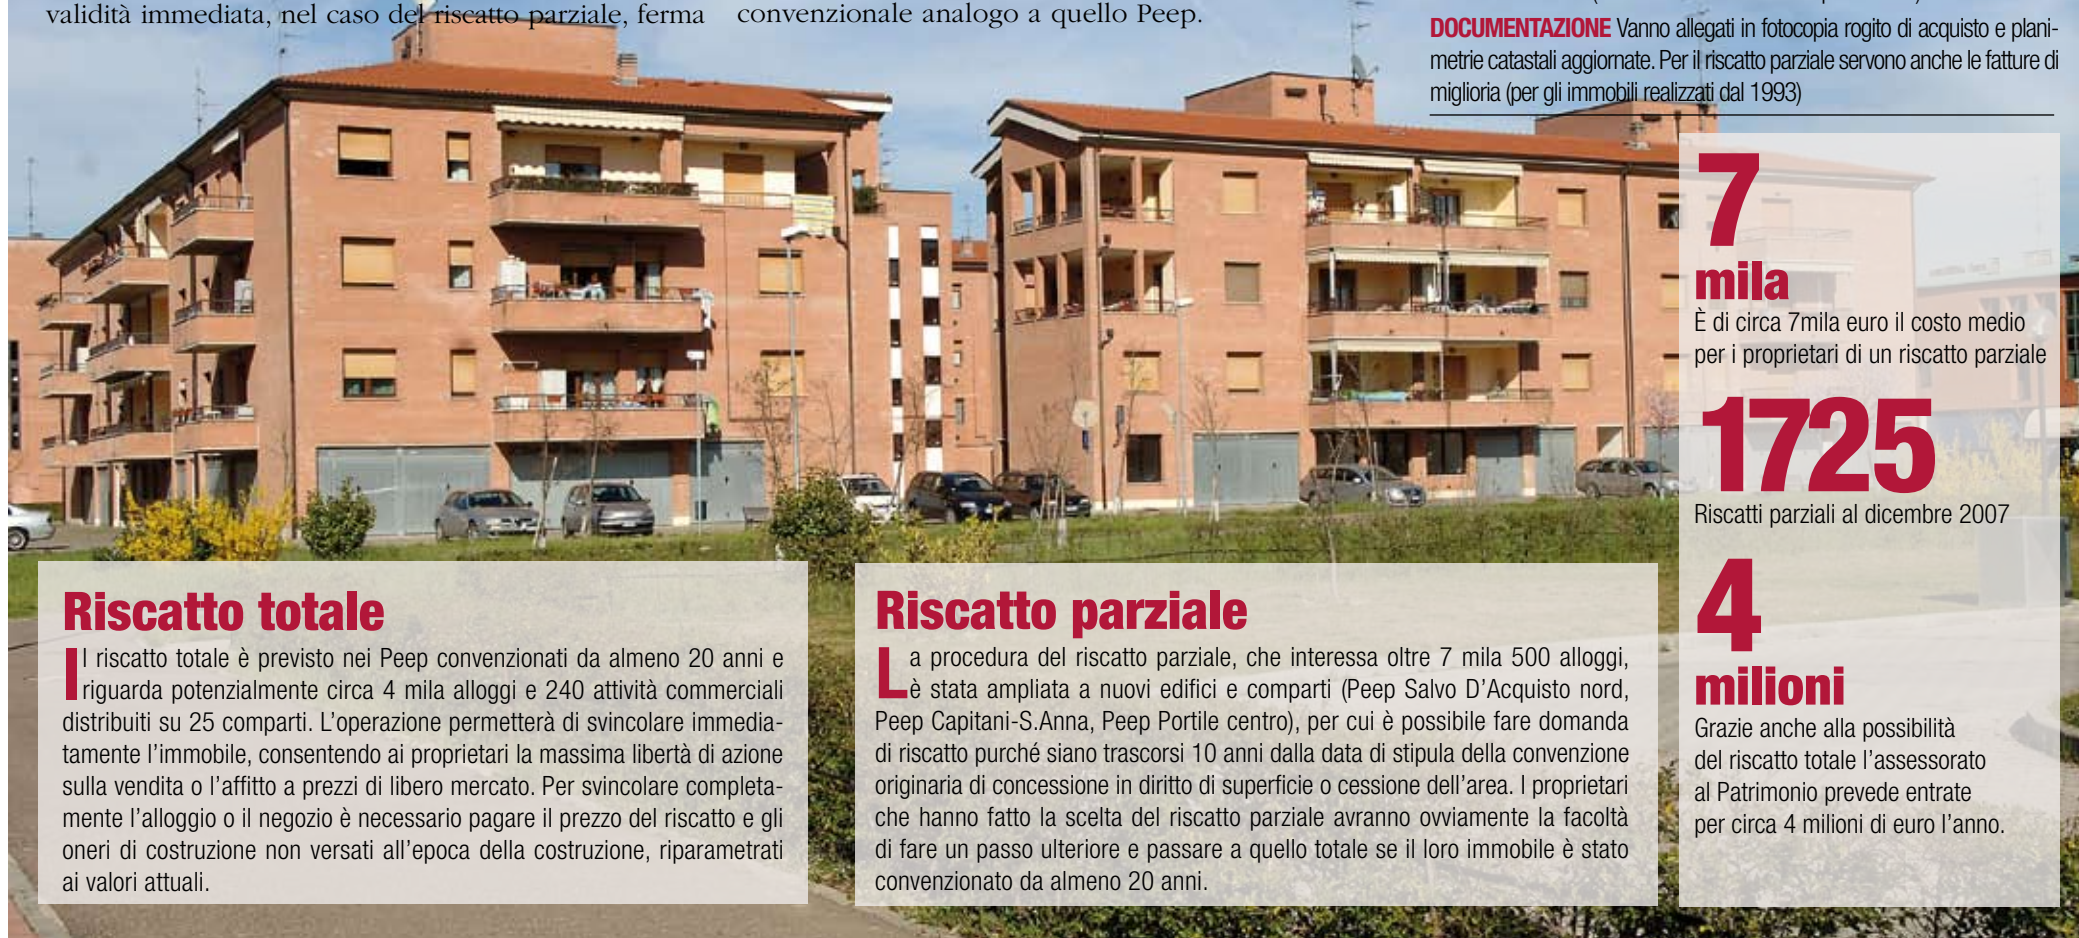 validità immediata, nel caso del riscatto parziale, ferma
convenzionale analogo a quello Peep.
DOCUMENTAZIONE Vanno allegati in fotocopia rogito di acquisto e plani-
metrie catastali aggiornate. Per il riscatto parziale servono anche le fatture di
miglioria (per gli immobili realizzati dal 1993)
7
mila
È di circa 7mila euro il costo medio
per i proprietari di un riscatto parziale
1725
Riscatti parziali al dicembre 2007
4
milioni
Grazie anche alla possibilità
del riscatto totale l'assessorato
al Patrimonio prevede entrate
per circa 4 milioni di euro l'anno.
Riscatto totale
Il riscatto totale è previsto nei Peep convenzionati da almeno 20 anni e
riguarda potenzialmente circa 4 mila alloggi e 240 attività commerciali
distribuiti su 25 comparti. L'operazione permetterà di svincolare immedia-
tamente l'immobile, consentendo ai proprietari la massima libertà di azione
sulla vendita o l'affitto a prezzi di libero mercato. Per svincolare completa-
mente l'alloggio o il negozio è necessario pagare il prezzo del riscatto e gli
oneri di costruzione non versati all'epoca della costruzione, riparametrati
ai valori attuali.
Riscatto parziale
La procedura del riscatto parziale, che interessa oltre 7 mila 500 alloggi,
è stata ampliata a nuovi edifici e comparti (Peep Salvo D'Acquisto nord,
Peep Capitani-S.Anna, Peep Portile centro), per cui è possibile fare domanda
di riscatto purché siano trascorsi 10 anni dalla data di stipula della convenzione
originaria di concessione in diritto di superficie o cessione dell'area. I proprietari
che hanno fatto la scelta del riscatto parziale avranno ovviamente la facoltà
di fare un passo ulteriore e passare a quello totale se il loro immobile è stato
convenzionato da almeno 20 anni.